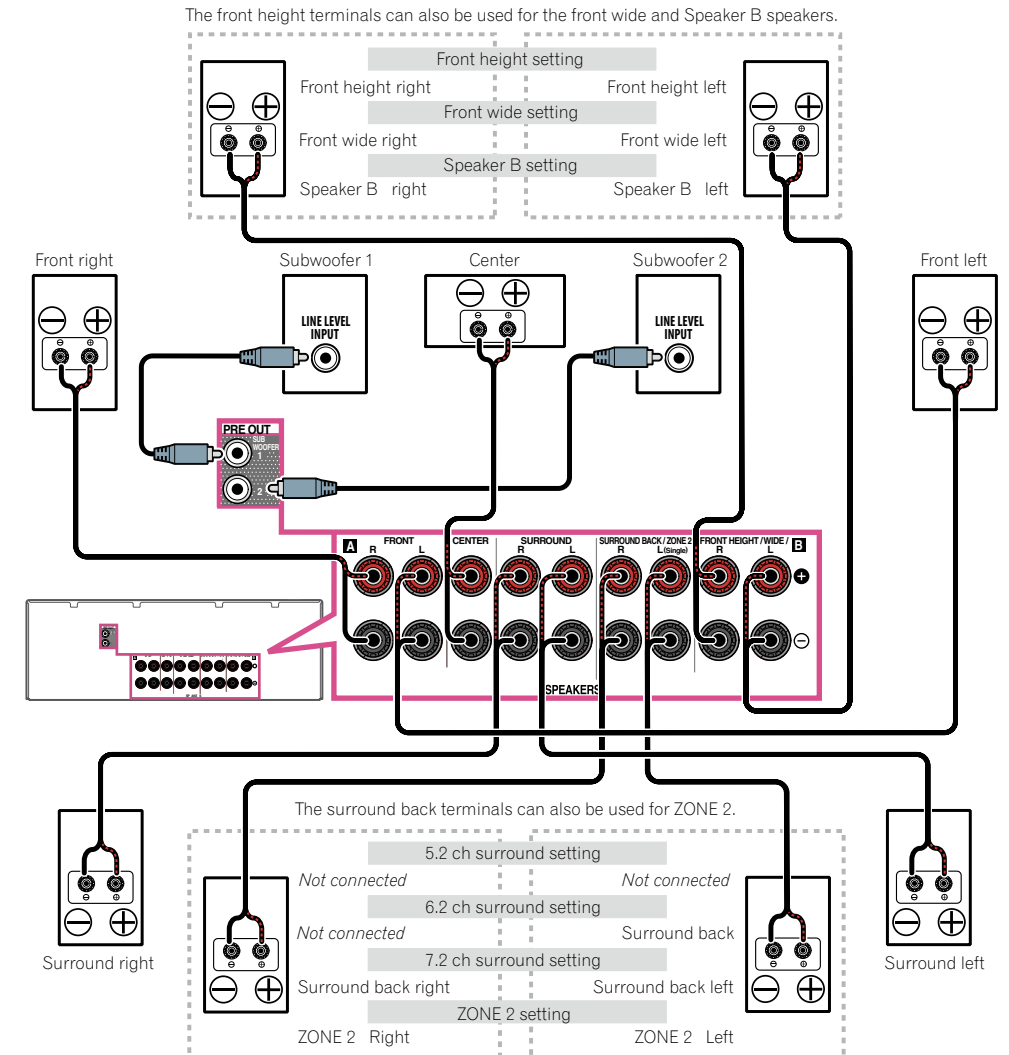 The front height terminals can also be used for the front wide and Speaker B speakers.
Front height setting
Front height right
Front height left
Front wide setting
Front wide right
Front wide left
Speaker B setting
Speaker B right
Speaker B left
Front right
Subwoofer 1
Center
Subwoofer 2
Front left
LINE LEVEL
INPUT
LINE LEVEL
INPUT
PRE OUT
SUB
WOOFER
1
2
A
FRONT
R L
CENTER
SURROUND
R L
SURROUND BACK / ZONE 2
R L (Single)
FRONT HEIGHT / WIDE /
R L
B
SPEAKERS
The surround back terminals can also be used for ZONE 2.
5.2 ch surround setting
Not connected
Not connected
6.2 ch surround setting
Not connected
Surround back
7.2 ch surround setting
Surround back right
Surround back left
ZONE 2 setting
ZONE 2 Right
ZONE 2 Left
Surround right
Surround left